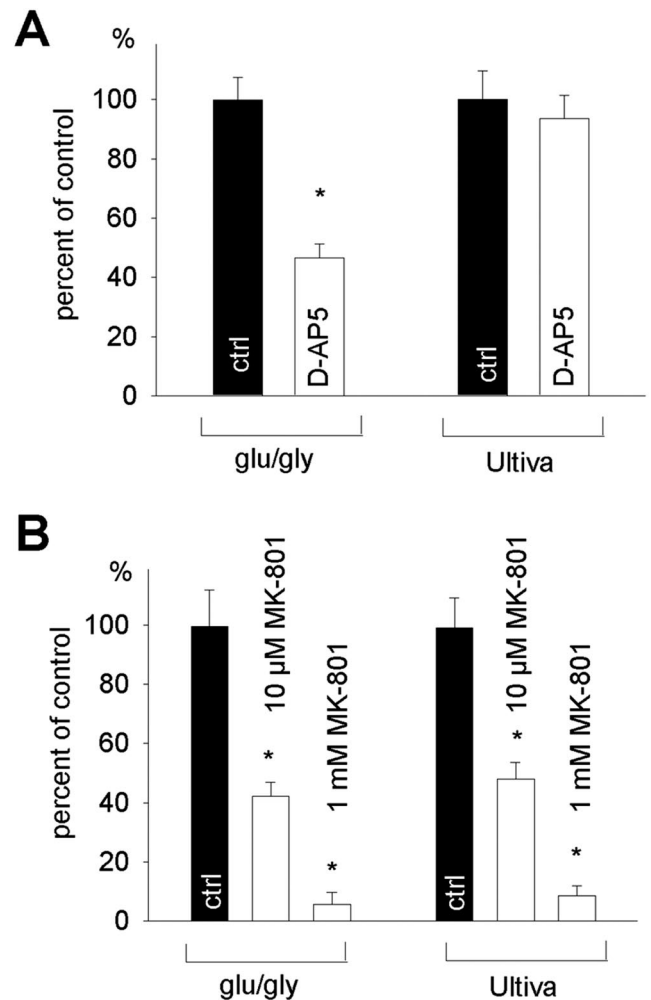 A
%
percent of control
100
80
60
40
20
0
*
ctrl
D-AP5
ctrl
D-AP5
glu/gly
Ultiva
B
%
percent of control
100
80
60
40
20
0
ctrl
*
10 µM MK-801
*
1 mM MK-801
ctrl
*
10 µM MK-801
*
1 mM MK-801
glu/gly
Ultiva